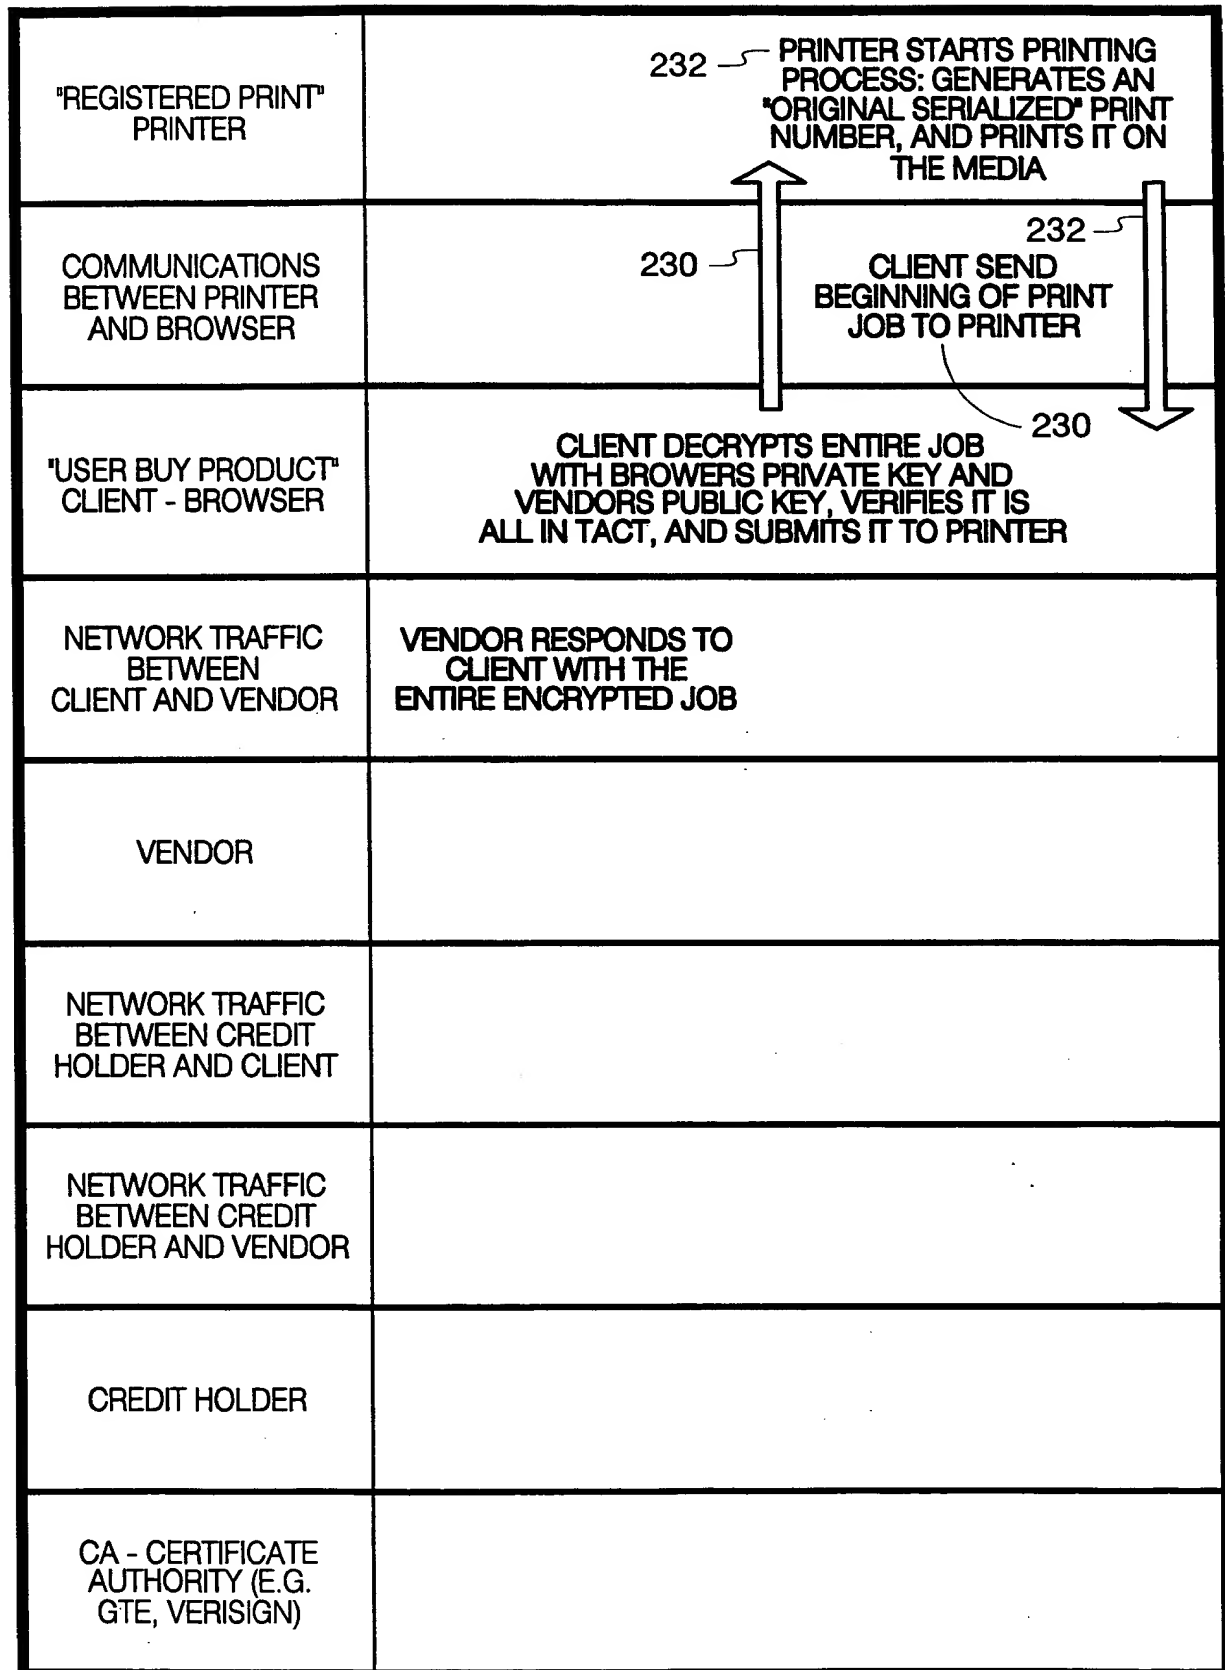 "REGISTERED PRINT"
PRINTER
232
PRINTER STARTS PRINTING
PROCESS: GENERATES AN
"ORIGINAL SERIALIZED" PRINT
NUMBER, AND PRINTS IT ON
THE MEDIA
COMMUNICATIONS
BETWEEN PRINTER
AND BROWSER
230
232
CLIENT SEND
BEGINNING OF PRINT
JOB TO PRINTER
230
"USER BUY PRODUCT"
CLIENT - BROWSER
CLIENT DECRYPTS ENTIRE JOB
WITH BROWERS PRIVATE KEY AND
VENDORS PUBLIC KEY, VERIFIES IT IS
ALL IN TACT, AND SUBMITS IT TO PRINTER
NETWORK TRAFFIC
BETWEEN
CLIENT AND VENDOR
VENDOR RESPONDS TO
CLIENT WITH THE
ENTIRE ENCRYPTED JOB
VENDOR
NETWORK TRAFFIC
BETWEEN CREDIT
HOLDER AND CLIENT
NETWORK TRAFFIC
BETWEEN CREDIT
HOLDER AND VENDOR
CREDIT HOLDER
CA - CERTIFICATE
AUTHORITY (E.G.
GTE, VERISIGN)